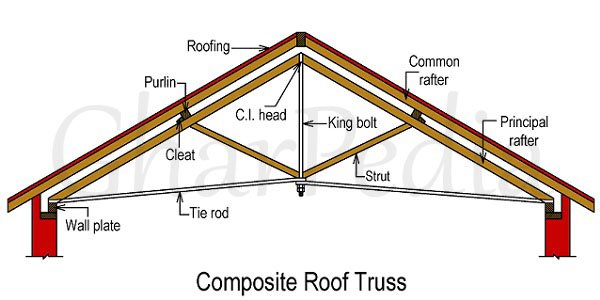 Roofing
Common
rafter
Purlin
C.I. head
King bolt
Principal
rafter
Cleat
Strut
Tie rod
Wall plate
GharPedia
Composite Roof Truss